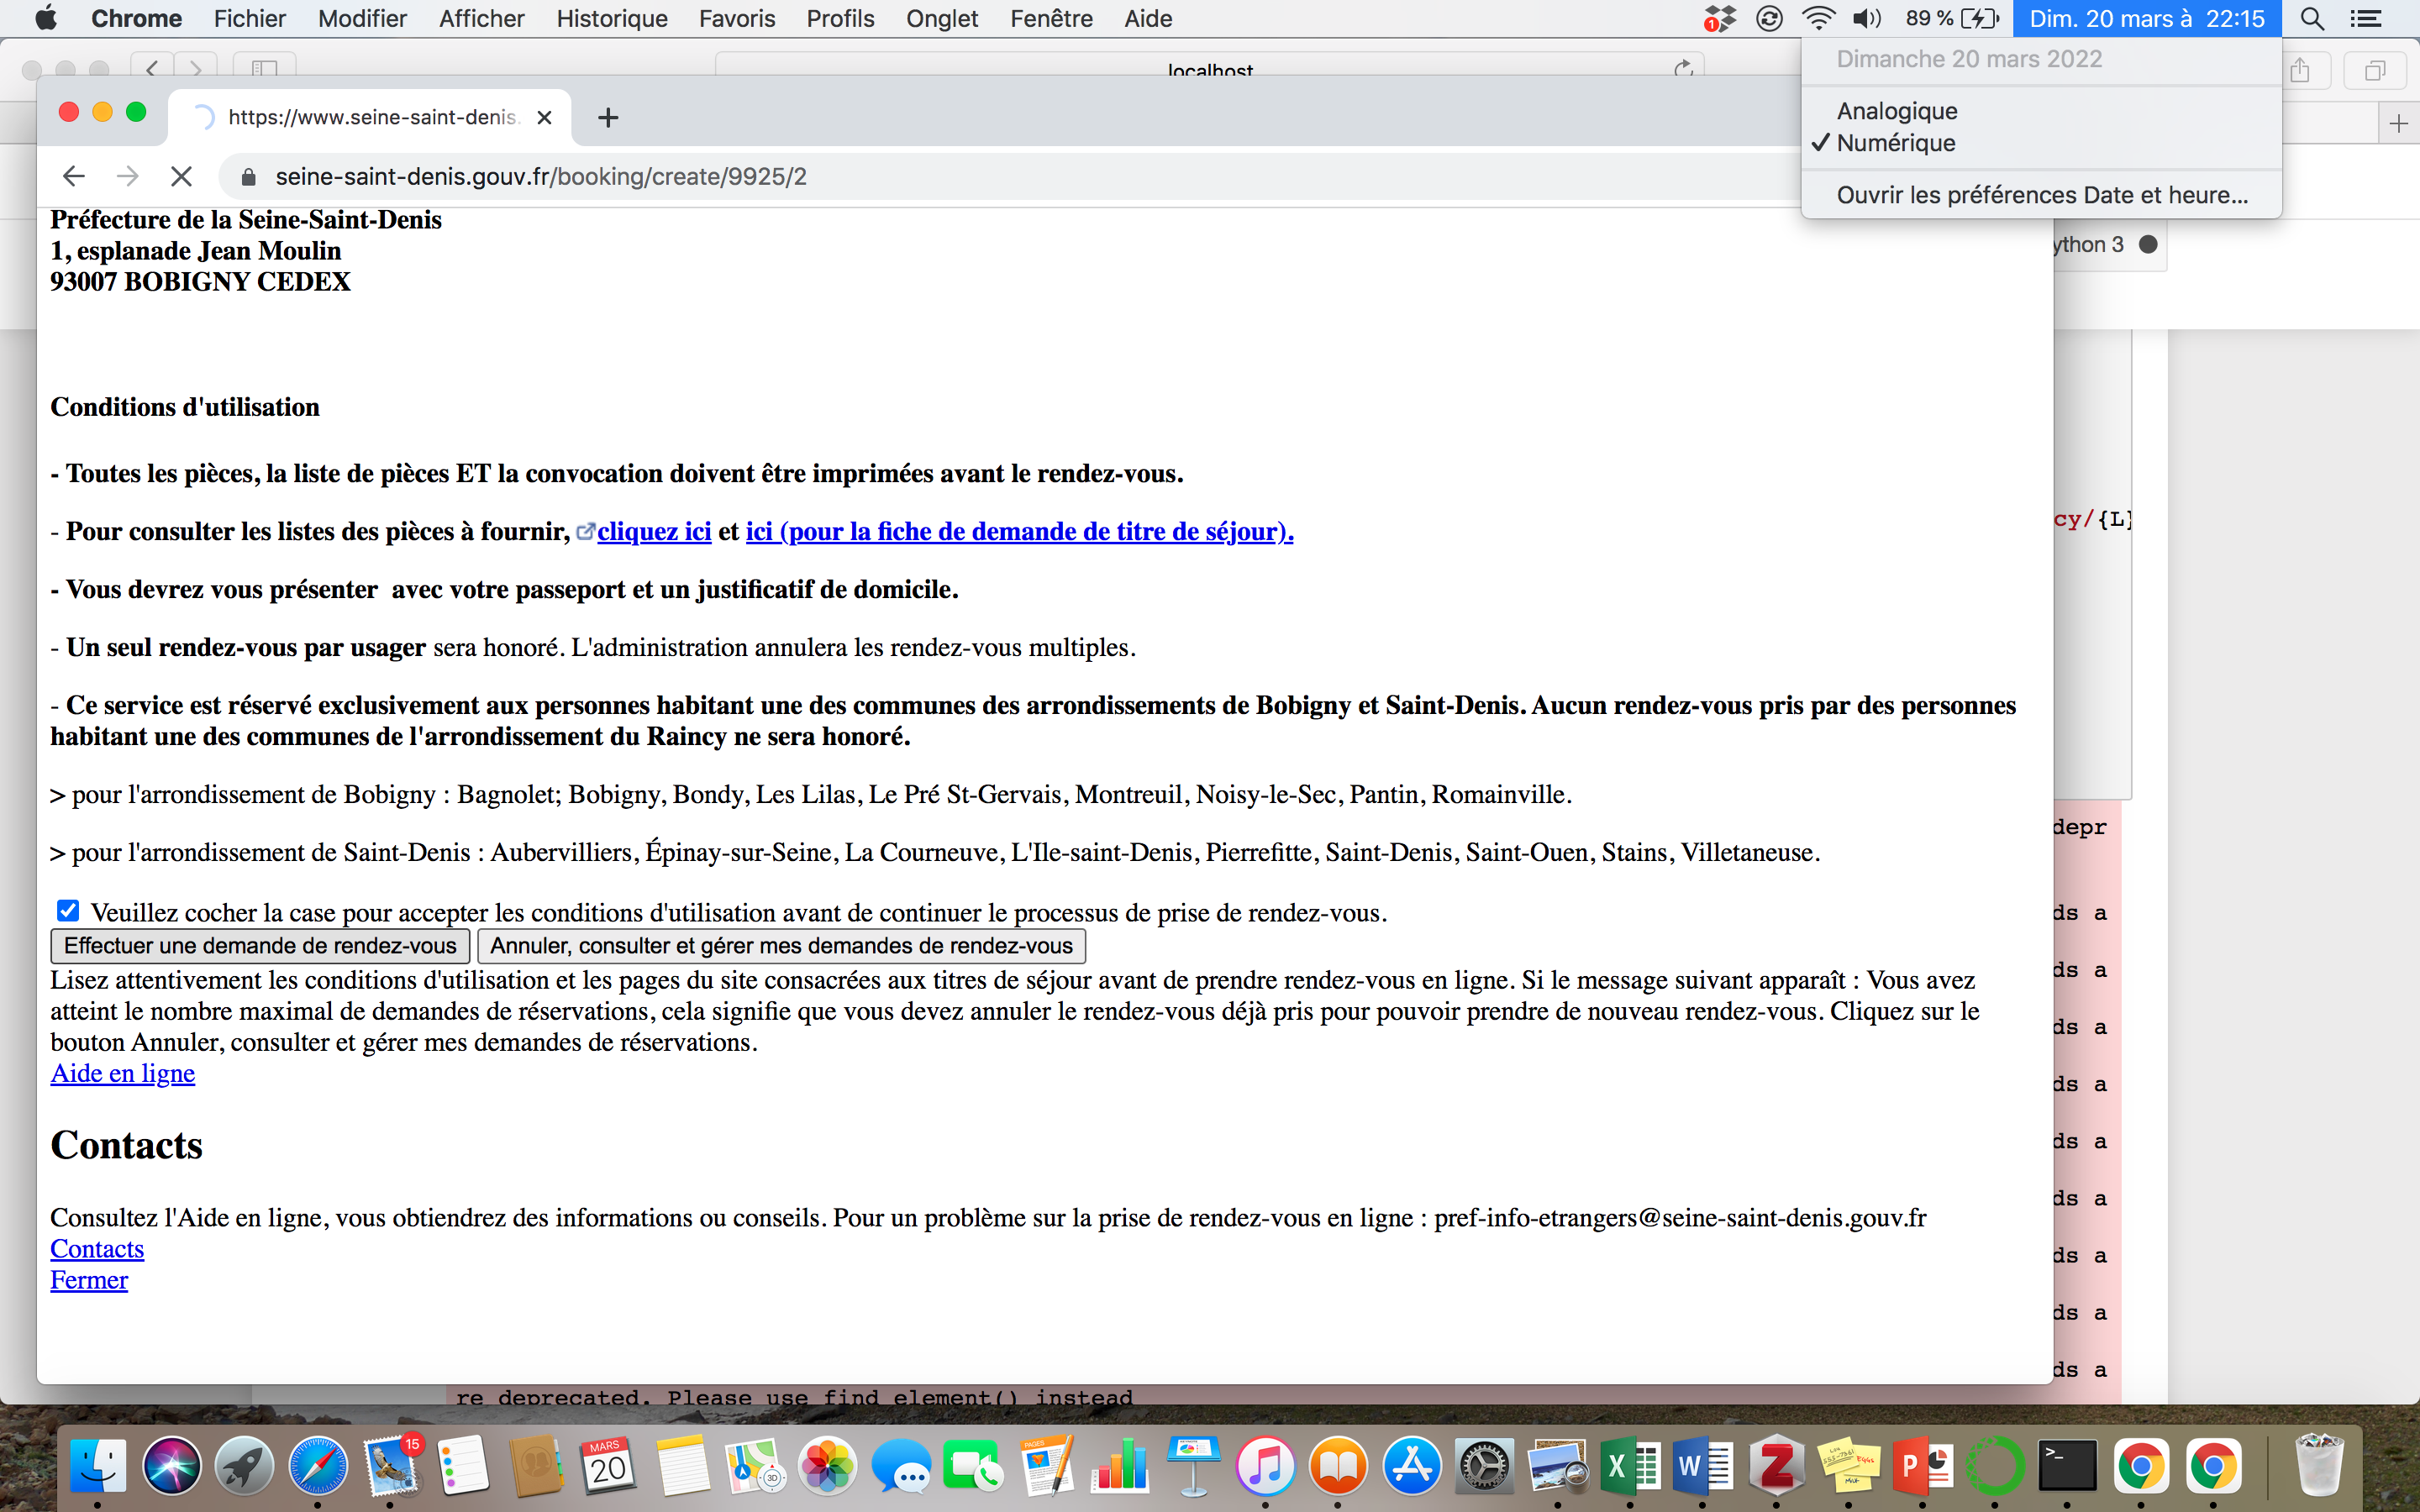 Chrome Fichier Modifier Afficher Historique Favoris Profils Onglet Fenêtre Aide 1 89 % Dim. 20 mars à 22:15
Dimanche 20 mars 2022
Analogique
✓ Numérique
Ouvrir les préférences Date et heure...
localhost
https://www.seine-saint-denis.
seine-saint-denis.gouv.fr/booking/create/9925/2
Préfecture de la Seine-Saint-Denis
1, esplanade Jean Moulin
93007 BOBIGNY CEDEX
Conditions d'utilisation
- Toutes les pièces, la liste de pièces ET la convocation doivent être imprimées avant le rendez-vous.
- Pour consulter les listes des pièces à fournir, cliquez ici et ici (pour la fiche de demande de titre de séjour).
- Vous devrez vous présenter avec votre passeport et un justificatif de domicile.
- Un seul rendez-vous par usager sera honoré. L'administration annulera les rendez-vous multiples.
- Ce service est réservé exclusivement aux personnes habitant une des communes des arrondissements de Bobigny et Saint-Denis. Aucun rendez-vous pris par des personnes
habitant une des communes de l'arrondissement du Raincy ne sera honoré.
> pour l'arrondissement de Bobigny : Bagnolet; Bobigny, Bondy, Les Lilas, Le Pré St-Gervais, Montreuil, Noisy-le-Sec, Pantin, Romainville.
> pour l'arrondissement de Saint-Denis : Aubervilliers, Épinay-sur-Seine, La Courneuve, L'Ile-saint-Denis, Pierrefitte, Saint-Denis, Saint-Ouen, Stains, Villetaneuse.
Veuillez cocher la case pour accepter les conditions d'utilisation avant de continuer le processus de prise de rendez-vous.
Effectuer une demande de rendez-vous Annuler, consulter et gérer mes demandes de rendez-vous
Lisez attentivement les conditions d'utilisation et les pages du site consacrées aux titres de séjour avant de prendre rendez-vous en ligne. Si le message suivant apparaît : Vous avez
atteint le nombre maximal de demandes de réservations, cela signifie que vous devez annuler le rendez-vous déjà pris pour pouvoir prendre de nouveau rendez-vous. Cliquez sur le
bouton Annuler, consulter et gérer mes demandes de réservations.
Aide en ligne
Contacts
Consultez l'Aide en ligne, vous obtiendrez des informations ou conseils. Pour un problème sur la prise de rendez-vous en ligne : pref-info-etrangers@seine-saint-denis.gouv.fr
Contacts
Fermer
ython 3
cy/{L}
depr
ds a
ds a
ds a
ds a
ds a
ds a
ds a
ds a
ds a
re deprecated. Please use find_element() instead
15
MARS
20
3D
PAGES
X
W
Z
P
>_